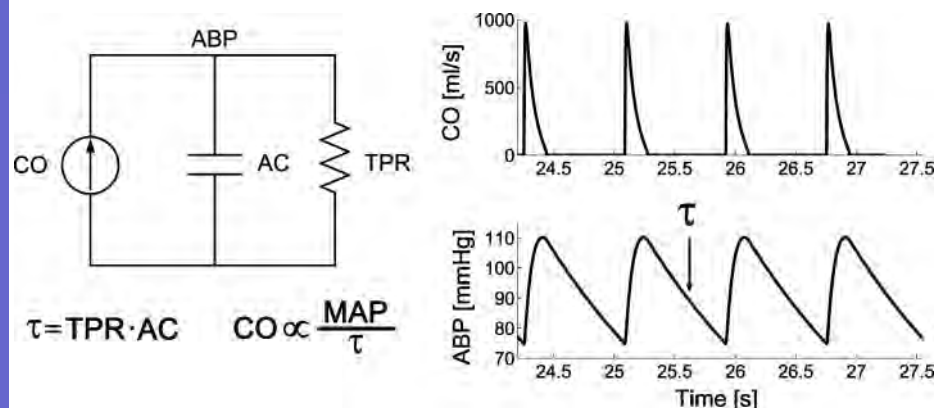 ABP
CO
AC
TPR
τ=TPR·AC
CO∝MAP/τ
CO [ml/s]
1000
500
0
24.5 25 25.5 26 26.5 27 27.5
τ
ABP [mmHg]
110
100
90
80
70
24.5 25 25.5 26 26.5 27 27.5
Time [s]